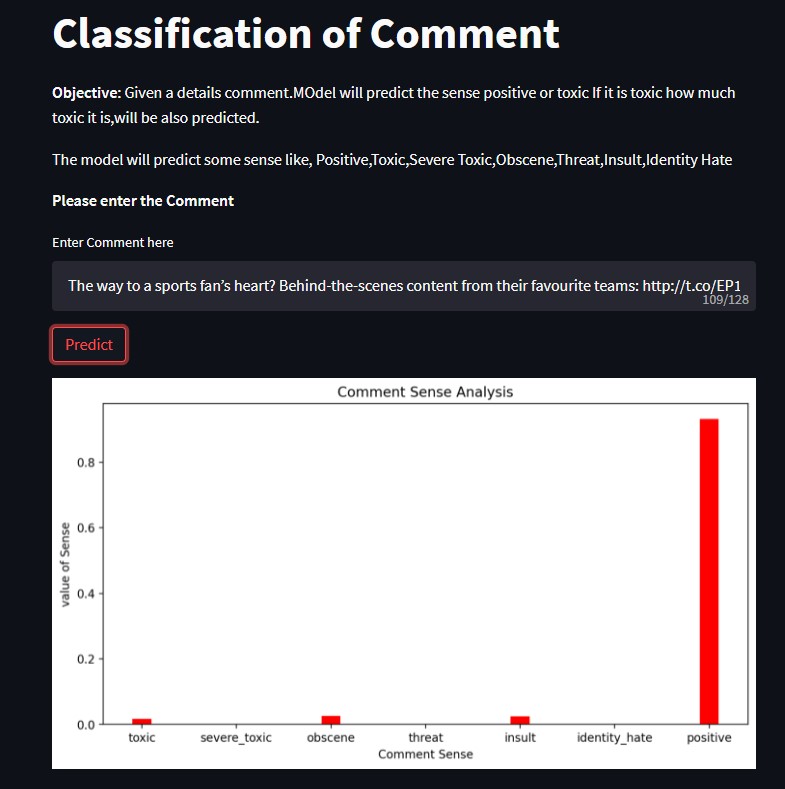 Classification of Comment
Objective: Given a details comment.MOdel will predict the sense positive or toxic If it is toxic how much
toxic it is,will be also predicted.
The model will predict some sense like, Positive,Toxic,Severe Toxic,Obscene,Threat,Insult,Identity Hate
Please enter the Comment
Enter Comment here
The way to a sports fan’s heart? Behind-the-scenes content from their favourite teams: http://t.co/EP1
109/128
Predict
Comment Sense Analysis
value of Sense
0.8
0.6
0.4
0.2
0.0
toxic severe_toxic obscene threat insult identity_hate positive
Comment Sense